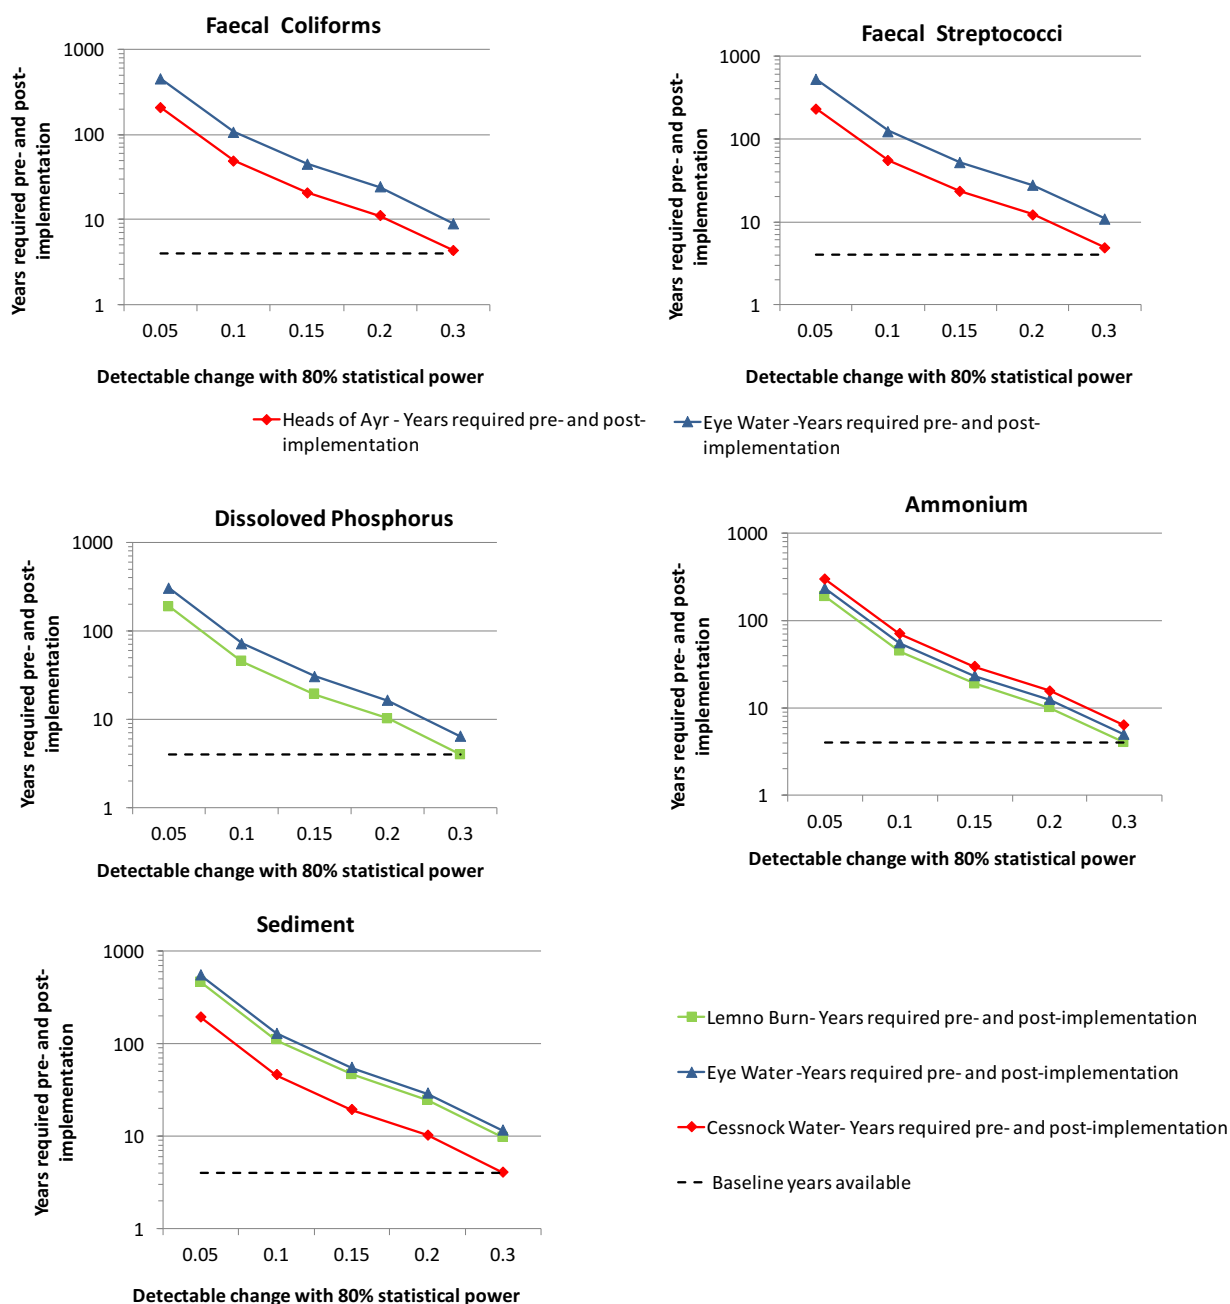 Faecal Coliforms
Years required pre- and post-
implementation
1000
100
10
1
0.05 0.1 0.15 0.2 0.3
Detectable change with 80% statistical power
Faecal Streptococci
Years required pre- and post-
implementation
1000
100
10
1
0.05 0.1 0.15 0.2 0.3
Detectable change with 80% statistical power
Heads of Ayr - Years required pre- and post-
implementation
Eye Water -Years required pre- and post-
implementation
Dissoloved Phosphorus
Years required pre- and post-
implementation
1000
100
10
1
0.05 0.1 0.15 0.2 0.3
Detectable change with 80% statistical power
Ammonium
Years required pre- and post-
implementation
1000
100
10
1
0.05 0.1 0.15 0.2 0.3
Detectable change with 80% statistical power
Sediment
Years required pre- and post-
implementation
1000
100
10
1
0.05 0.1 0.15 0.2 0.3
Detectable change with 80% statistical power
Lemno Burn- Years required pre- and post-implementation
Eye Water -Years required pre- and post-implementation
Cessnock Water- Years required pre- and post-implementation
Baseline years available